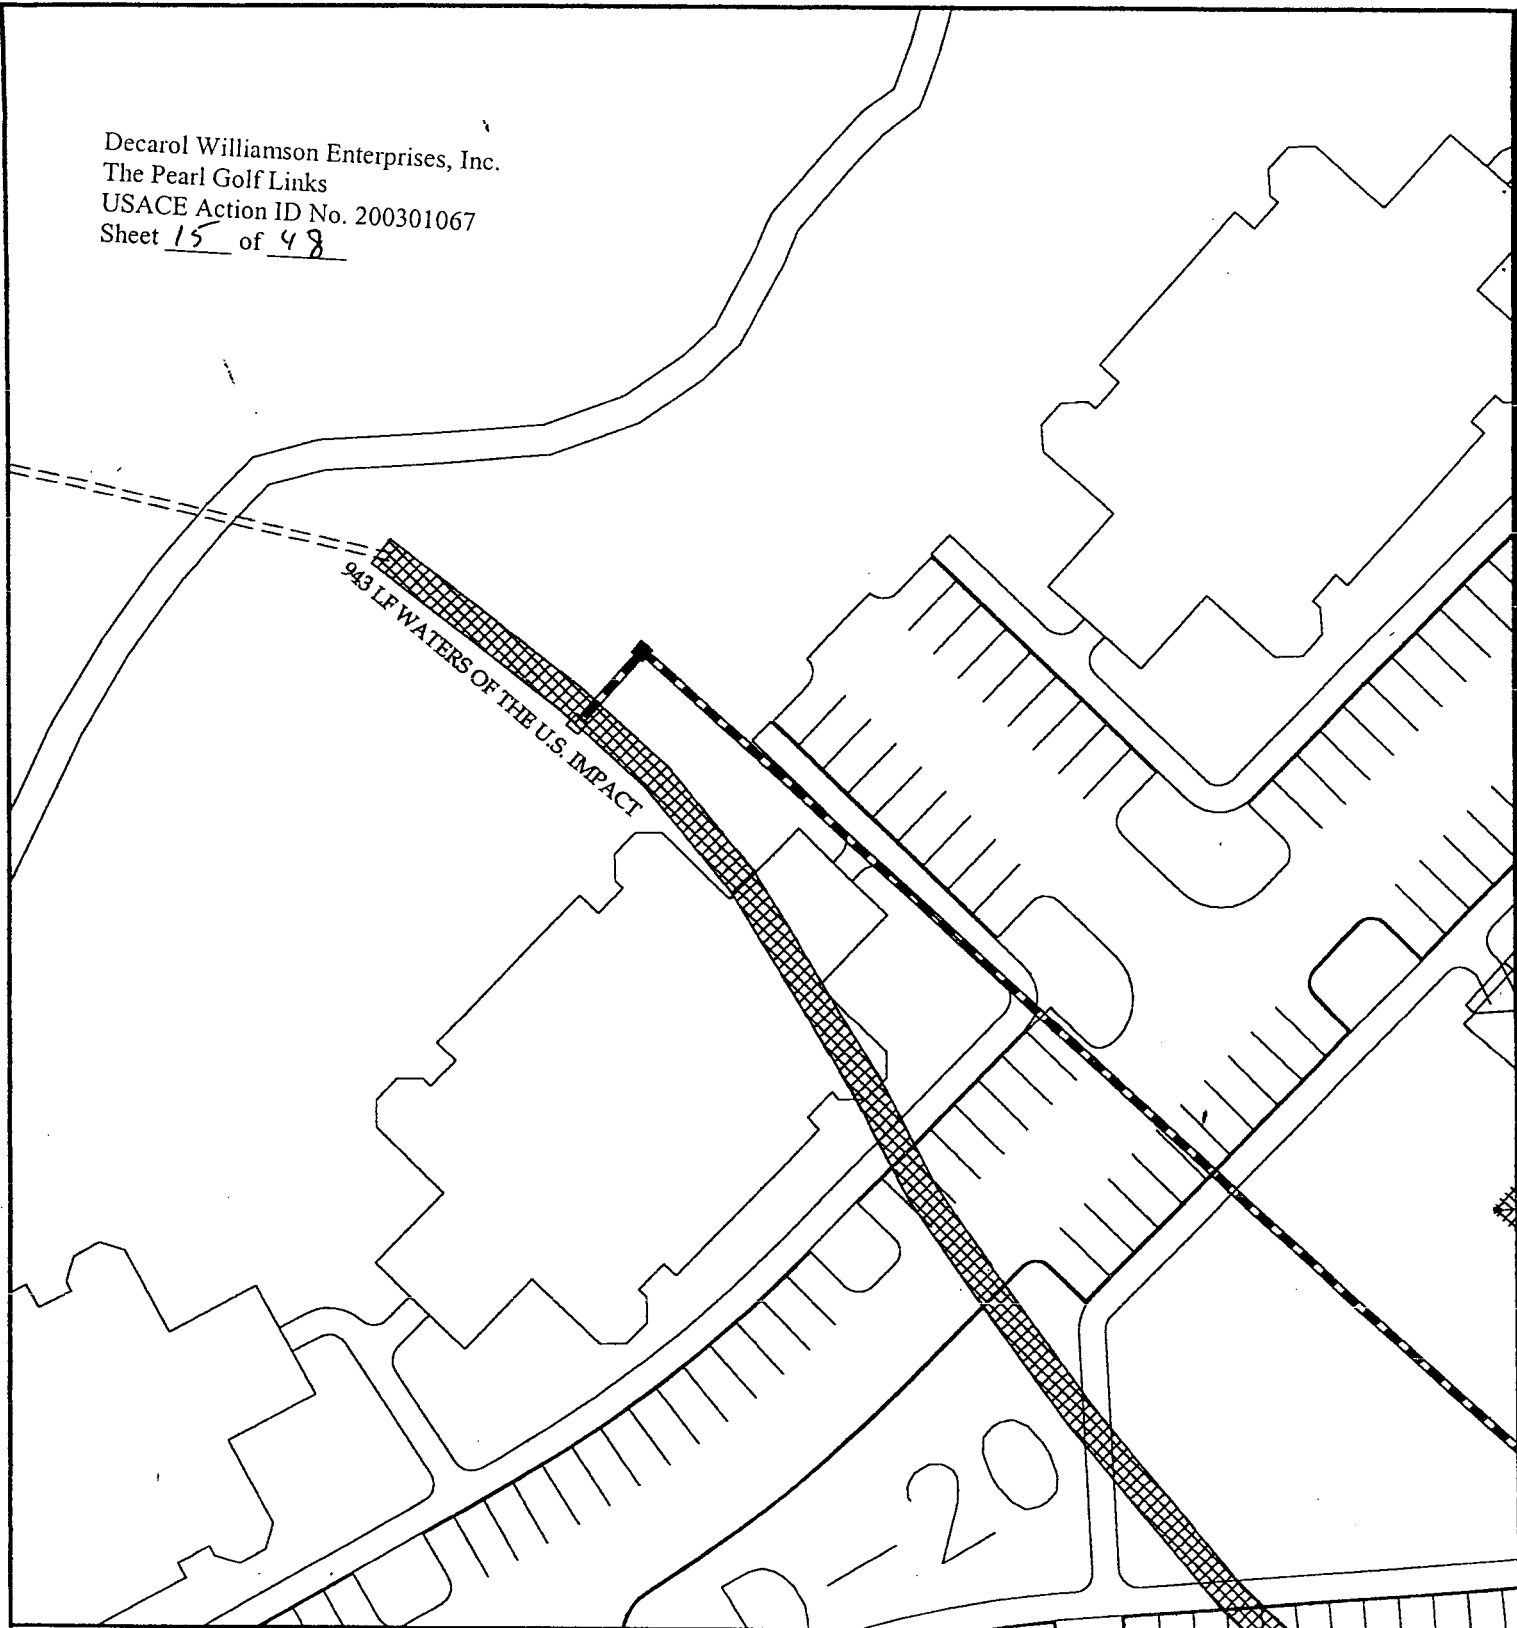 Decarol Williamson Enterprises, Inc.
The Pearl Golf Links
USACE Action ID No. 200301067
Sheet 15 of 48
943 LF WATERS OF THE U.S. IMPACT
D-20